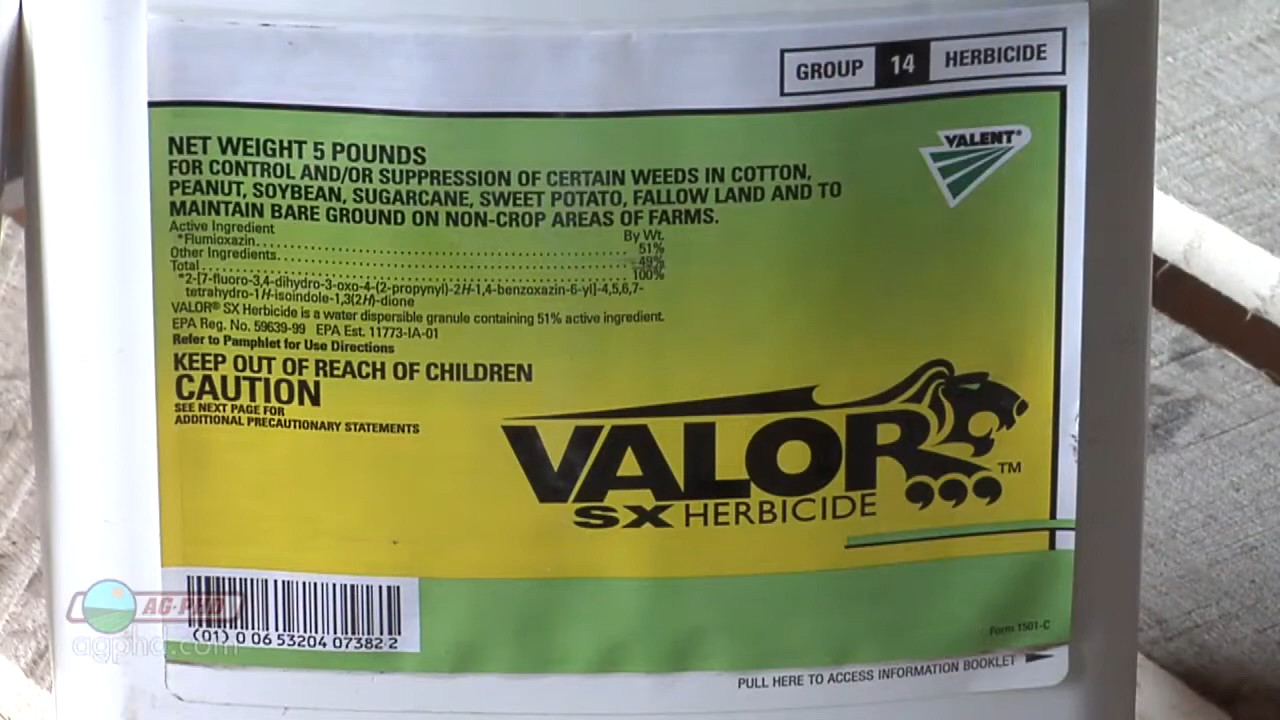 GROUP 14 HERBICIDE
VALENT®
NET WEIGHT 5 POUNDS
FOR CONTROL AND/OR SUPPRESSION OF CERTAIN WEEDS IN COTTON,
PEANUT, SOYBEAN, SUGARCANE, SWEET POTATO, FALLOW LAND AND TO
MAINTAIN BARE GROUND ON NON-CROP AREAS OF FARMS.
Active Ingredient By Wt.
*Flumioxazin 51%
Other Ingredients 49%
Total 100%
*2-[7-fluoro-3,4-dihydro-3-oxo-4-(2-propynyl)-2H-1,4-benzoxazin-6-yl]-4,5,6,7-
tetrahydro-1H-isoindole-1,3(2H)-dione
VALOR® SX Herbicide is a water dispersible granule containing 51% active ingredient.
EPA Reg. No. 59639-99 EPA Est. 11773-IA-01
Refer to Pamphlet for Use Directions
KEEP OUT OF REACH OF CHILDREN
CAUTION
SEE NEXT PAGE FOR
ADDITIONAL PRECAUTIONARY STATEMENTS
VALOR™
SX HERBICIDE
(01) 0 06 53204 07382 2
AG·PHD
agphd.com
Form 1501-C
PULL HERE TO ACCESS INFORMATION BOOKLET